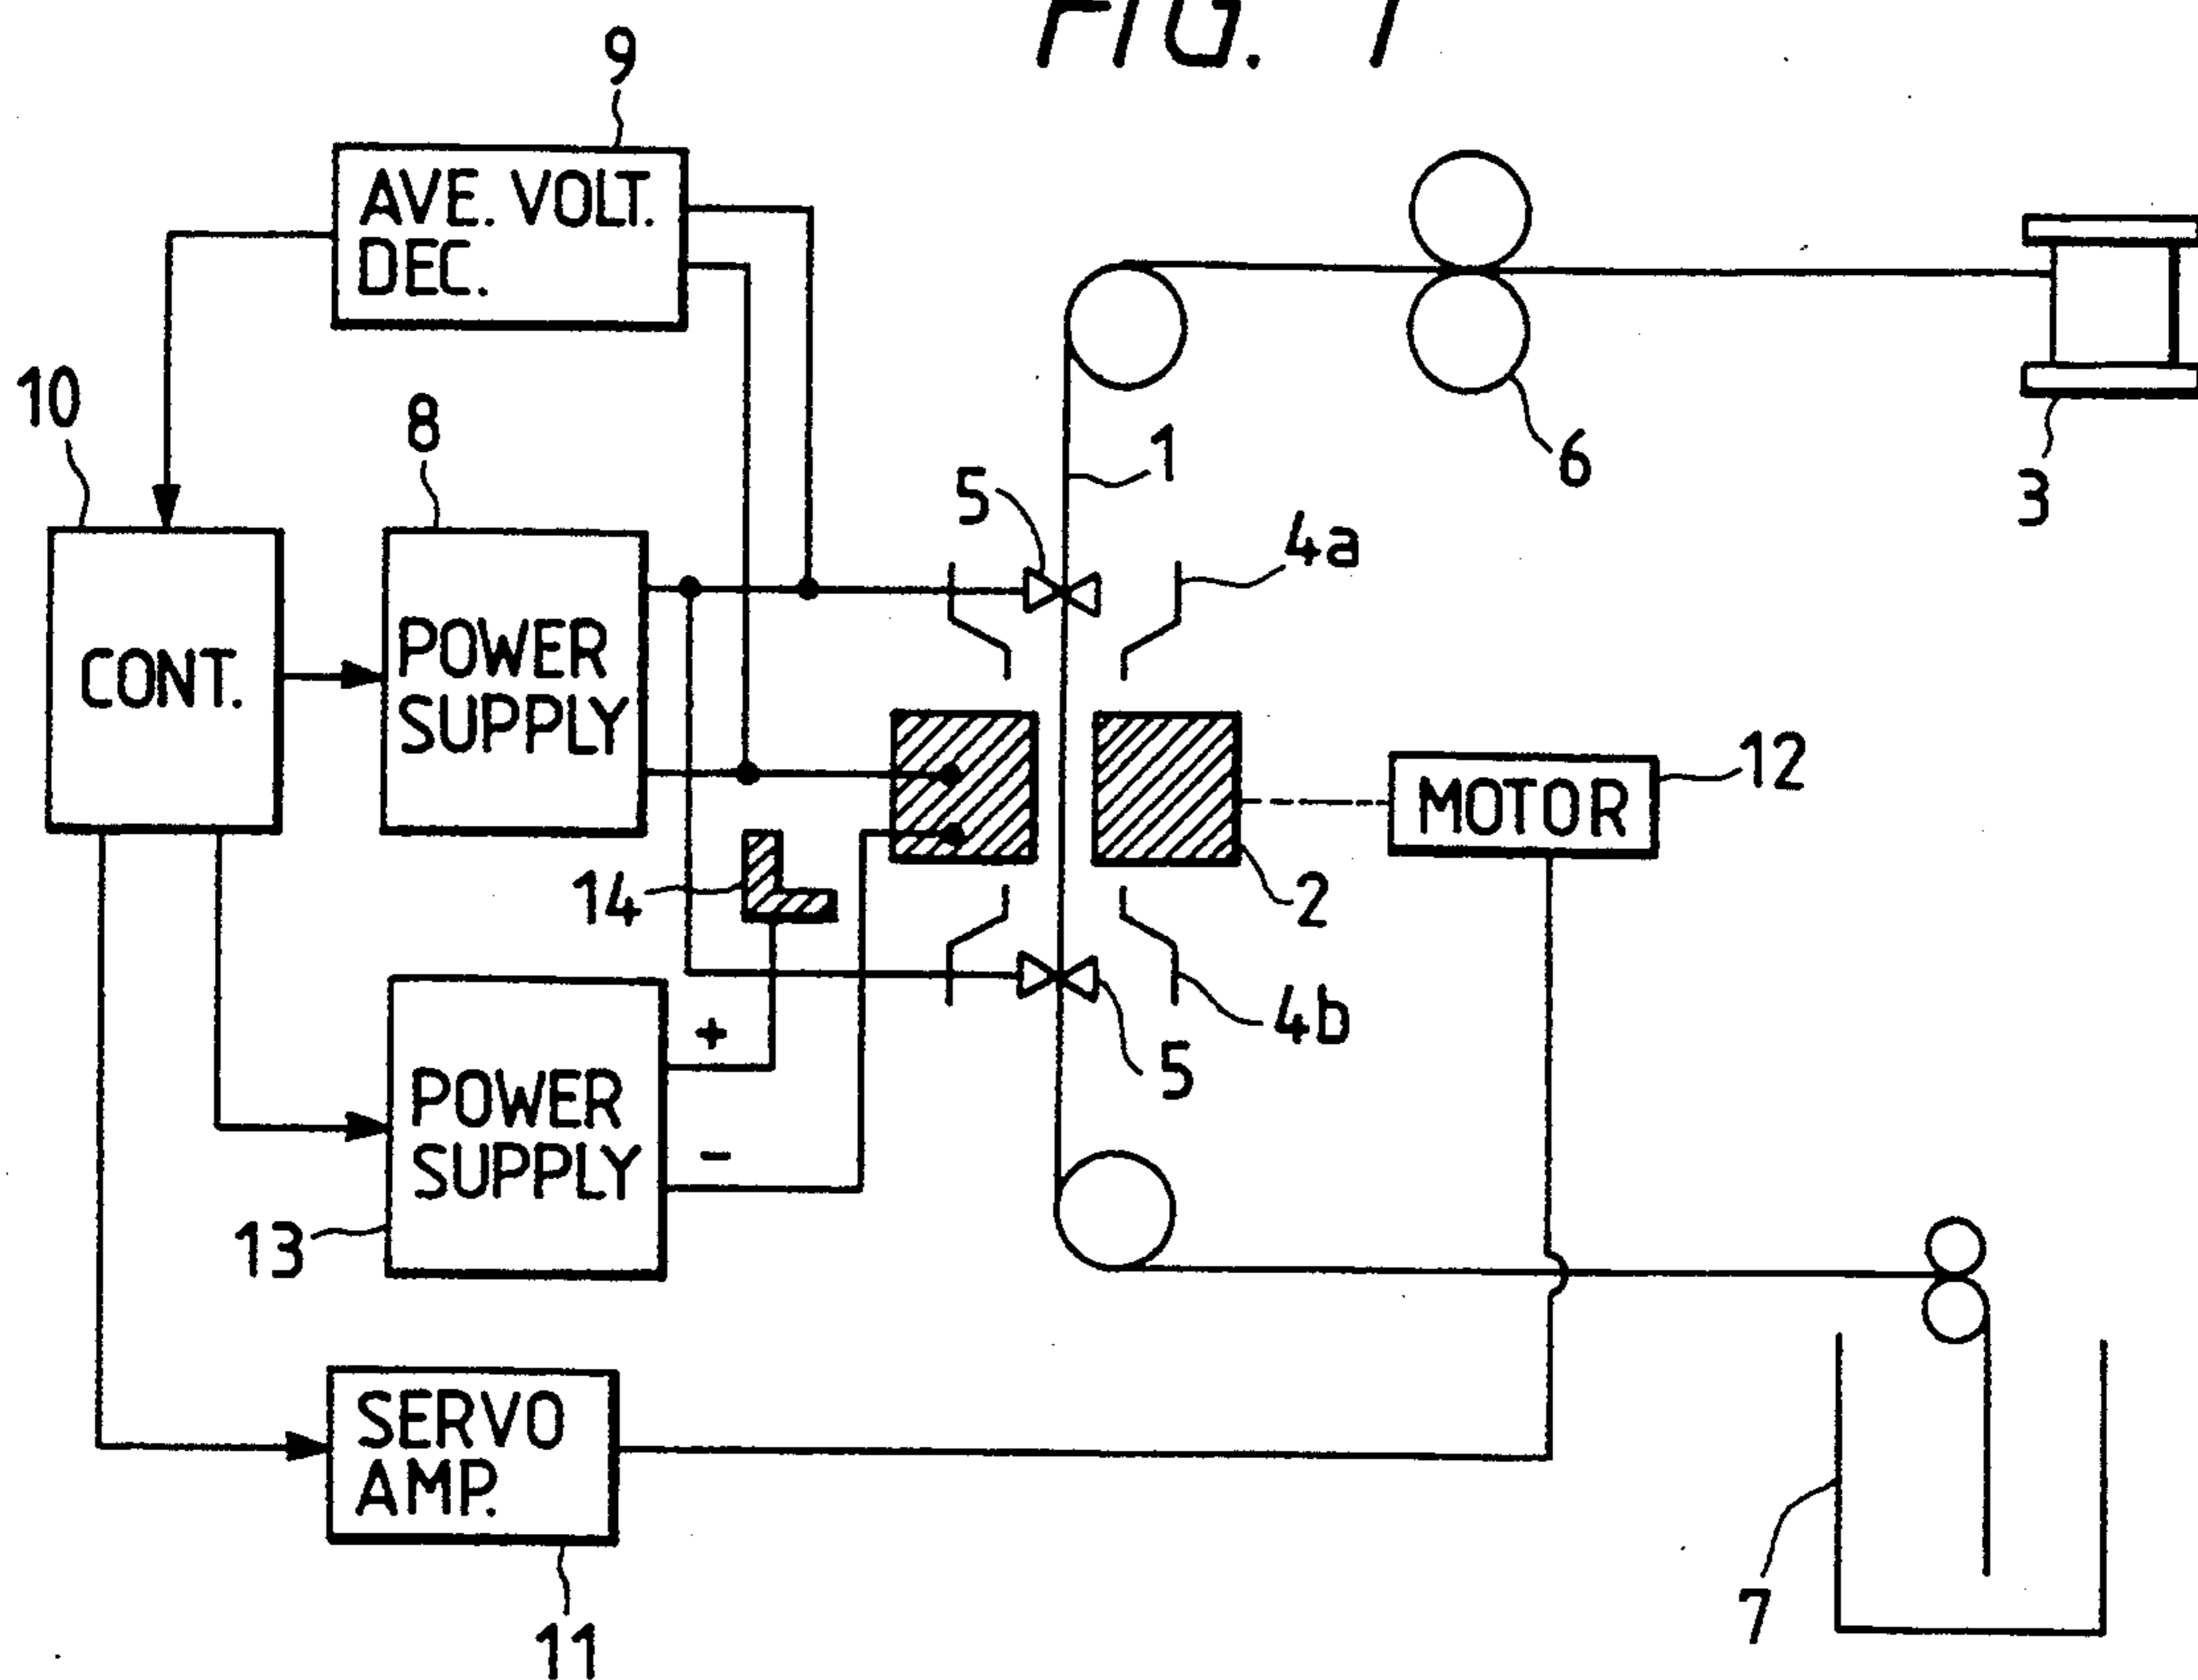 FIG. 1
9
AVE. VOLT.
DEC.
10
8
5
1
6
3
4a
CONT.
POWER
SUPPLY
12
MOTOR
14
2
4b
5
+
POWER
SUPPLY
-
13
SERVO
AMP.
7
11